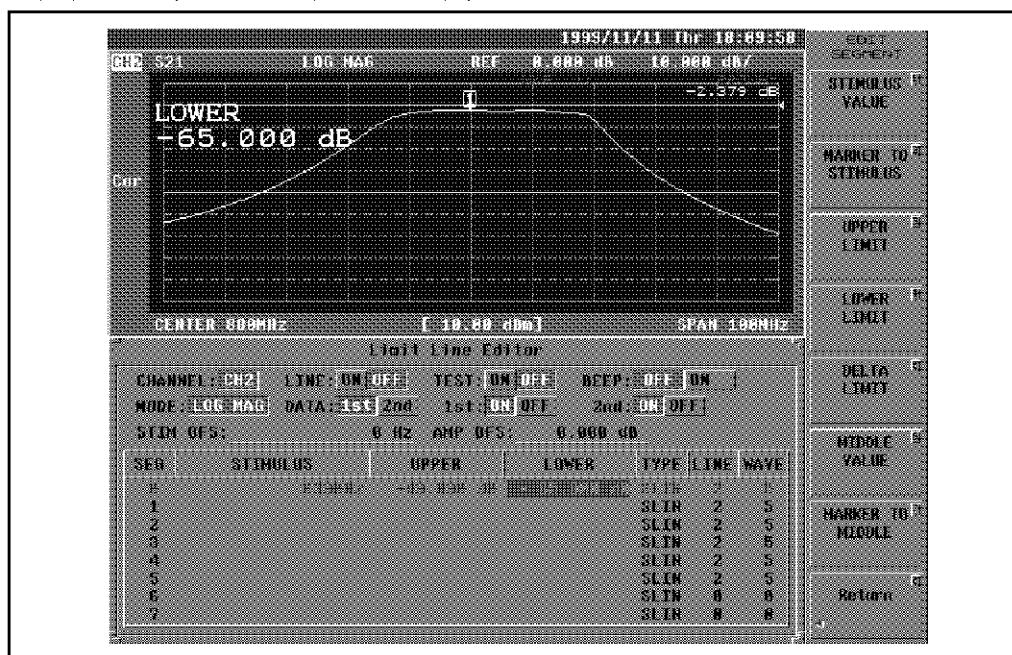 1999/11/11 Thr 18:09:58
CH2 S21 LOG MAG REF 0.000 dB 10.000 dB/
-2.379 dB
1
LOWER
-65.000 dB
Cor
CENTER 800MHz [ 10.00 dBm] SPAN 100MHz
Limit Line Editor
CHANNEL: CH2 LINE: ON OFF TEST: ON OFF BEEP: OFF ON
MODE: LOG MAG DATA: 1st 2nd 1st: ON OFF 2nd: ON OFF
STIM OFS: 0 Hz AMP OFS: 0.000 dB
SEG STIMULUS UPPER LOWER TYPE LINE WAVE
1 SLIN 2 5
2 SLIN 2 5
3 SLIN 2 5
4 SLIN 2 5
5 SLIN 2 5
6 SLIN 0 0
7 SLIN 0 0
EDIT
SEGMENT
STIMULUS
VALUE
MARKER TO
STIMULUS
UPPER
LIMIT
LOWER
LIMIT
DELTA
LIMIT
MIDDLE
VALUE
MARKER TO
MIDDLE
Return